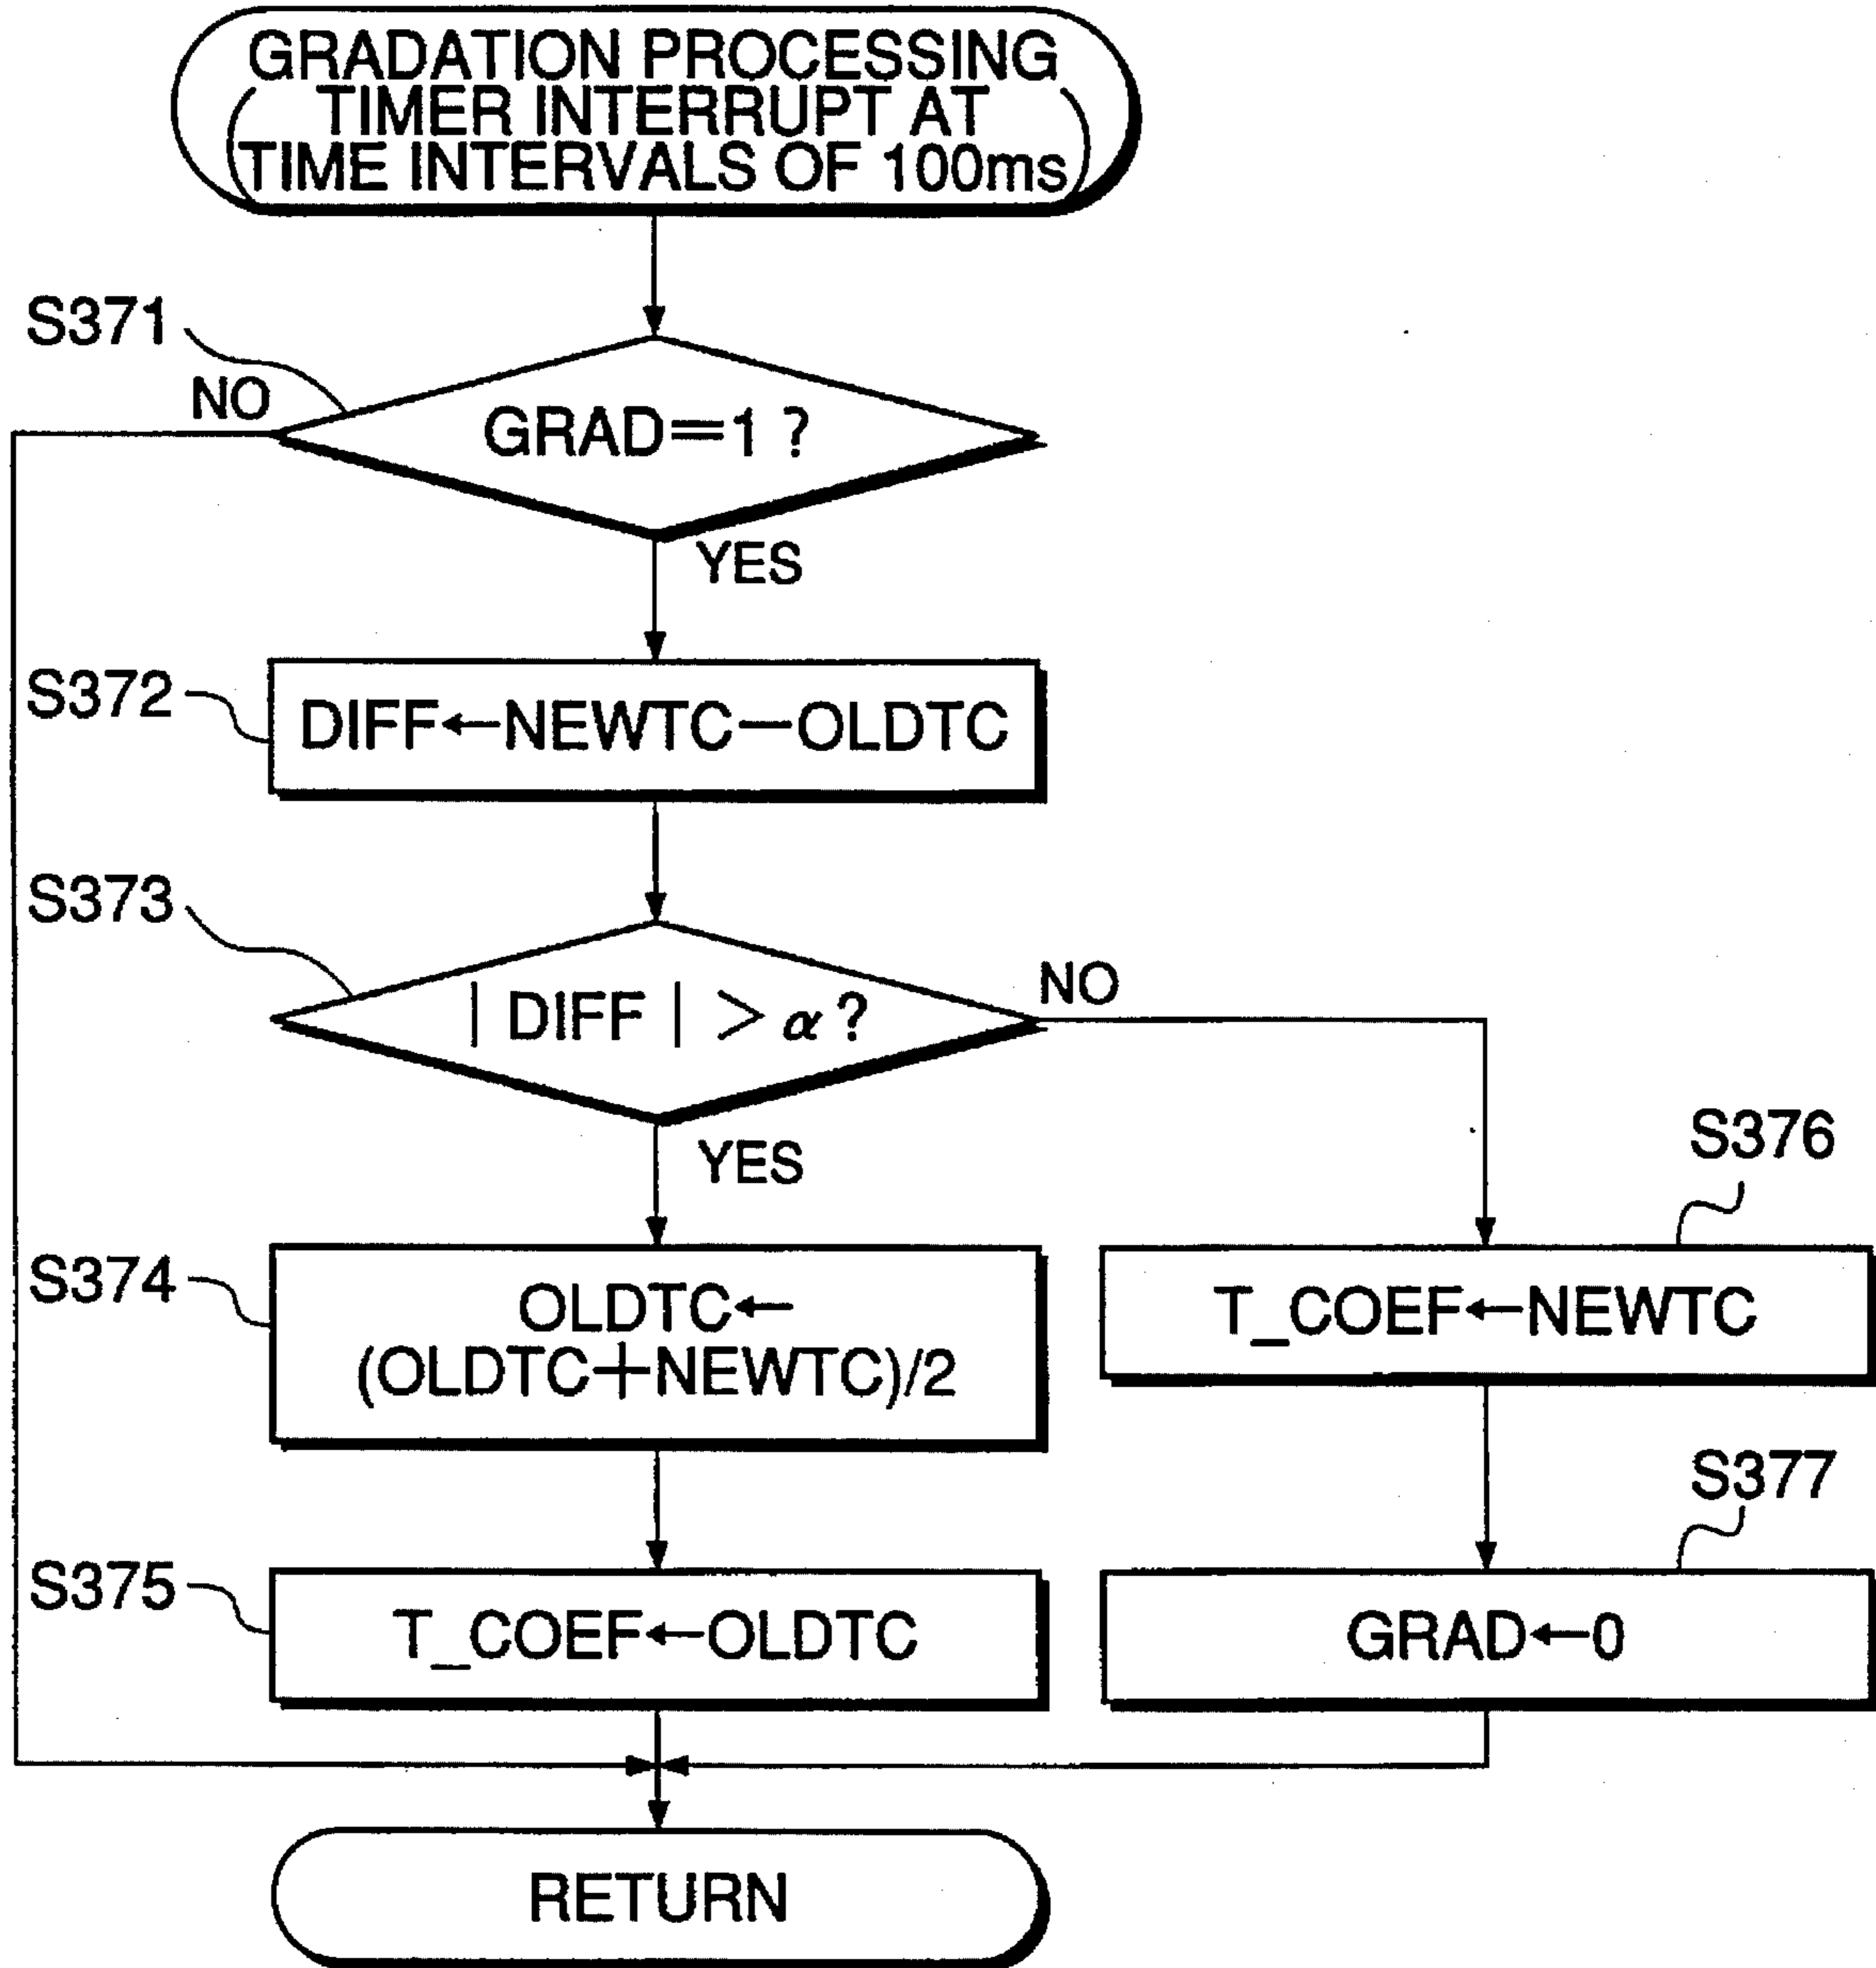 GRADATION PROCESSING
(TIMER INTERRUPT AT
TIME INTERVALS OF 100ms)
S371
NO
GRAD=1?
YES
S372
DIFF←NEWTC−OLDTC
S373
| DIFF | > α?
NO
YES
S376
S374
OLDTC←
(OLDTC+NEWTC)/2
T_COEF←NEWTC
S377
S375
T_COEF←OLDTC
GRAD←0
RETURN